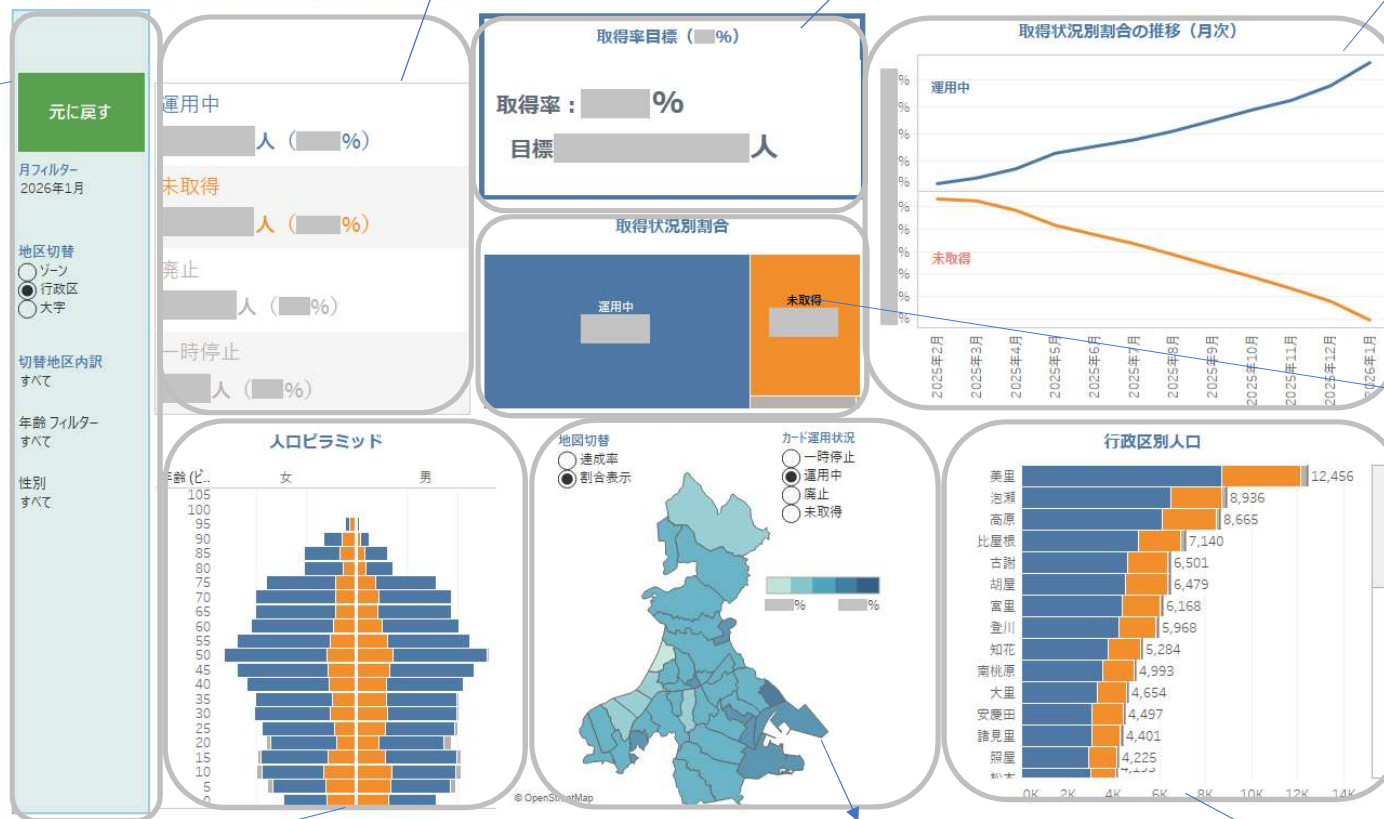 元に戻す
月フィルター
2026年1月
地区切替
ゾーン
行政区
大字
切替地区内訳
すべて
年齢 フィルター
すべて
性別
すべて
運用中
人（ %）
未取得
人（ %）
廃止
人（ %）
一時停止
人（ %）
取得率目標（ %）
取得率： %
目標 人
取得状況別割合
運用中
未取得
取得状況別割合の推移（月次）
%
%
%
%
%
運用中
%
%
%
%
%
%
未取得
2025年2月
2025年3月
2025年4月
2025年5月
2025年6月
2025年7月
2025年8月
2025年9月
2025年10月
2025年11月
2025年12月
2026年1月
人口ピラミッド
年齢 (ビ.. 女 男
105
100
95
90
85
80
75
70
65
60
55
50
45
40
35
30
25
20
15
10
5
0
地図切替
達成率
割合表示
カード運用状況
一時停止
運用中
廃止
未取得
% %
© OpenStreetMap
行政区別人口
美里 12,456
泡瀬 8,936
高原 8,665
比屋根 7,140
古謝 6,501
胡屋 6,479
宮里 6,168
登川 5,968
知花 5,284
南桃原 4,993
大里 4,654
安慶田 4,497
諸見里 4,401
照屋 4,225
0K 2K 4K 6K 8K 10K 12K 14K